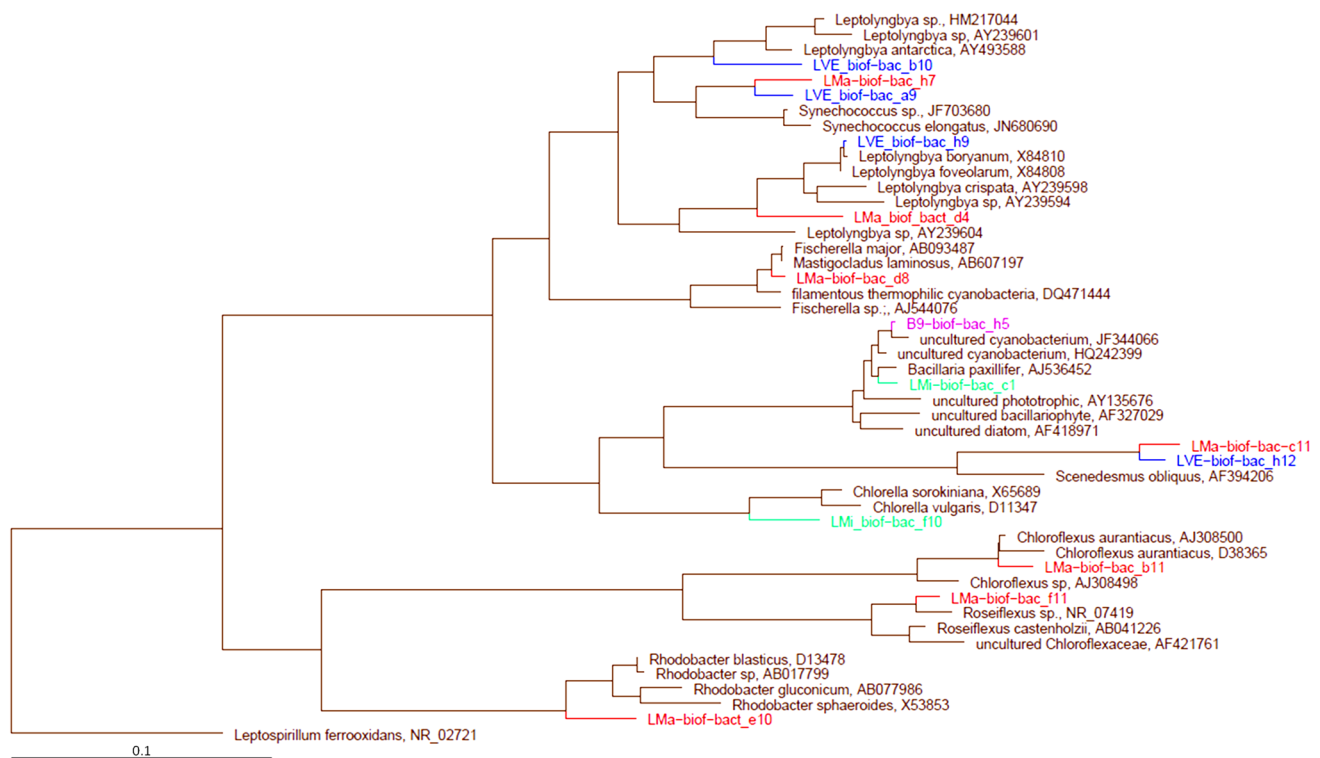 Leptolyngbya sp., HM217044
Leptolyngbya sp, AY239601
Leptolyngbya antarctica, AY493588
LVE_biof-bac_b10
LMa-biof-bac_h7
LVE_biof-bac_a9
Synechococcus sp., JF703680
Synechococcus elongatus, JN680690
LVE_biof-bac_h9
Leptolyngbya boryanum, X84810
Leptolyngbya foveolarum, X84808
Leptolyngbya crispata, AY239598
Leptolyngbya sp, AY239594
LMa_biof_bact_d4
Leptolyngbya sp, AY239604
Fischerella major, AB093487
Mastigocladus laminosus, AB607197
LMa-biof-bac_d8
filamentous thermophilic cyanobacteria, DQ471444
Fischerella sp.;, AJ544076
B9-biof-bac_h5
uncultured cyanobacterium, JF344066
uncultured cyanobacterium, HQ242399
Bacillaria paxillifer, AJ536452
LMi-biof-bac_c1
uncultured phototrophic, AY135676
uncultured bacillariophyte, AF327029
uncultured diatom, AF418971
LMa-biof-bac-c11
LVE-biof-bac_h12
Scenedesmus obliquus, AF394206
Chlorella sorokiniana, X65689
Chlorella vulgaris, D11347
LMi_biof-bac_f10
Chloroflexus aurantiacus, AJ308500
Chloroflexus aurantiacus, D38365
LMa-biof-bac_b11
Chloroflexus sp, AJ308498
LMa-biof-bac_f11
Roseiflexus sp., NR_07419
Roseiflexus castenholzii, AB041226
uncultured Chloroflexaceae, AF421761
Rhodobacter blasticus, D13478
Rhodobacter sp, AB017799
Rhodobacter gluconicum, AB077986
Rhodobacter sphaeroides, X53853
LMa-biof-bact_e10
Leptospirillum ferrooxidans, NR_02721
0.1